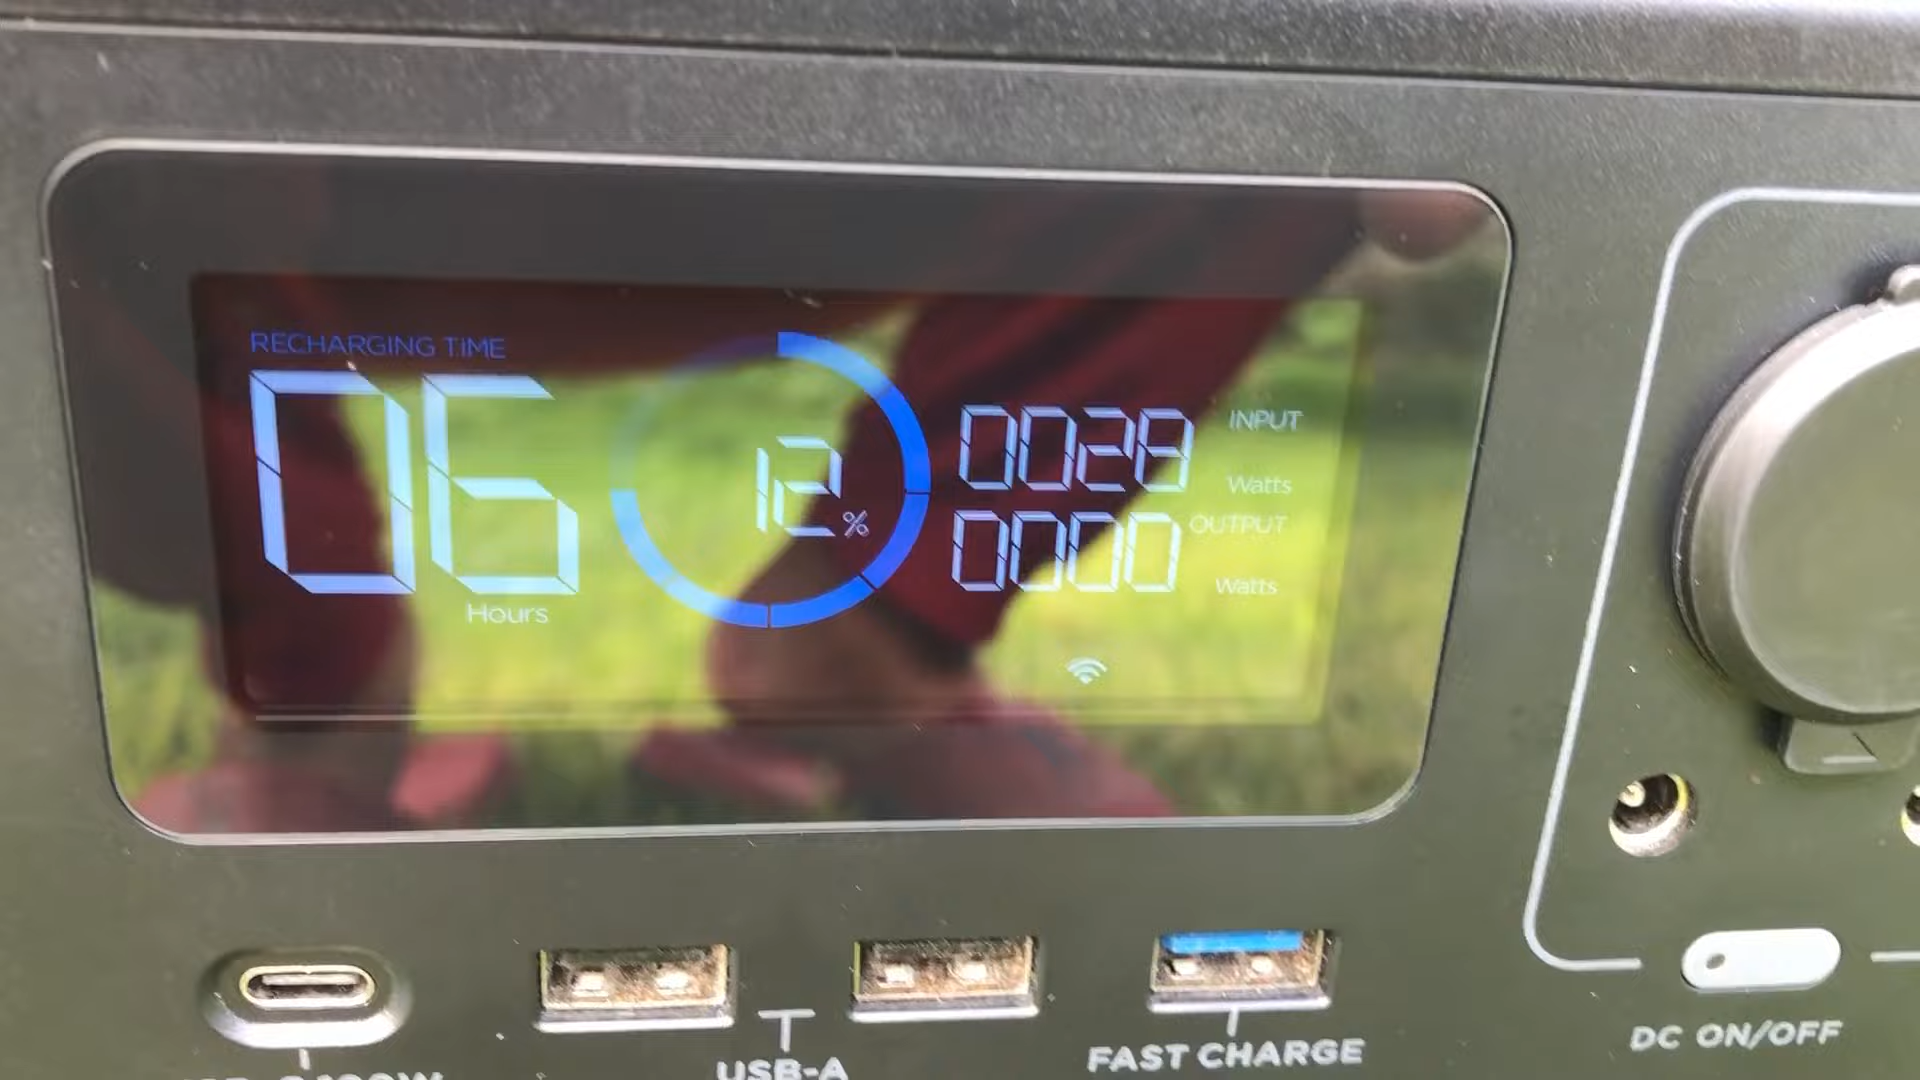 RECHARGING TIME
06
Hours
12 %
0028 INPUT
Watts
0000 OUTPUT
Watts
USB-A
FAST CHARGE
DC ON/OFF